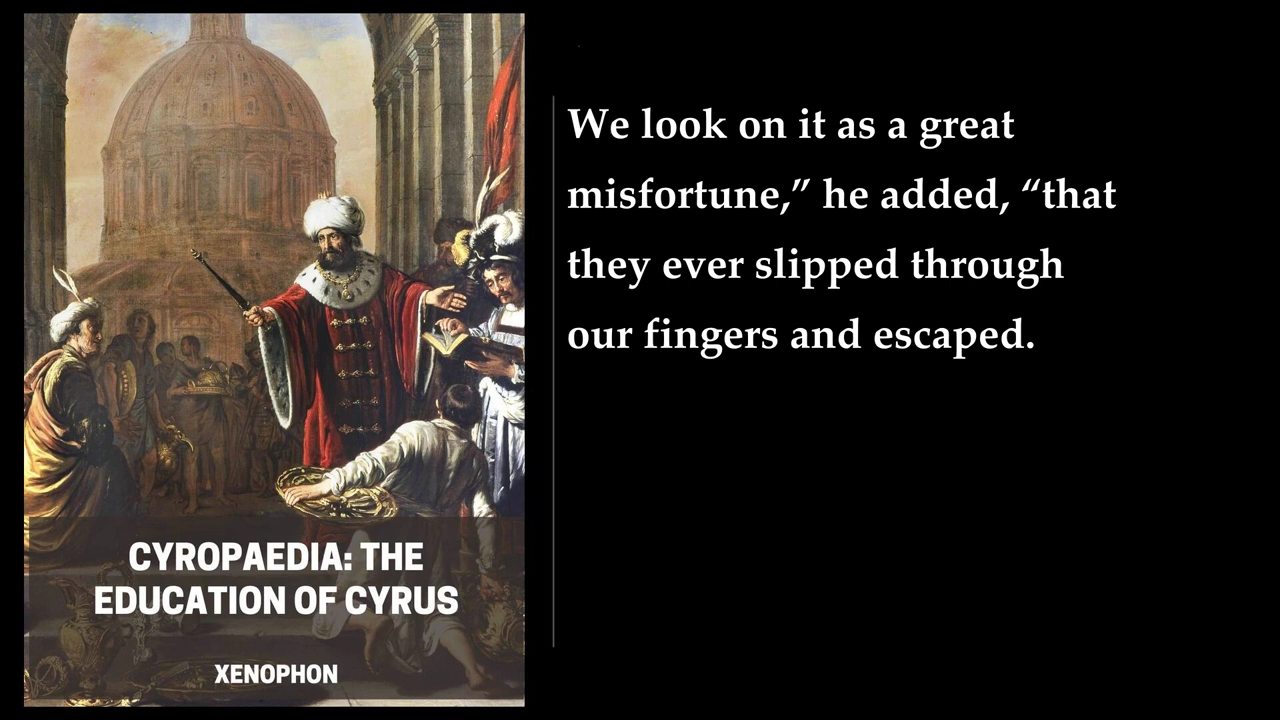 CYROPAEDIA: THE
EDUCATION OF CYRUS
XENOPHON
We look on it as a great
misfortune,” he added, “that
they ever slipped through
our fingers and escaped.